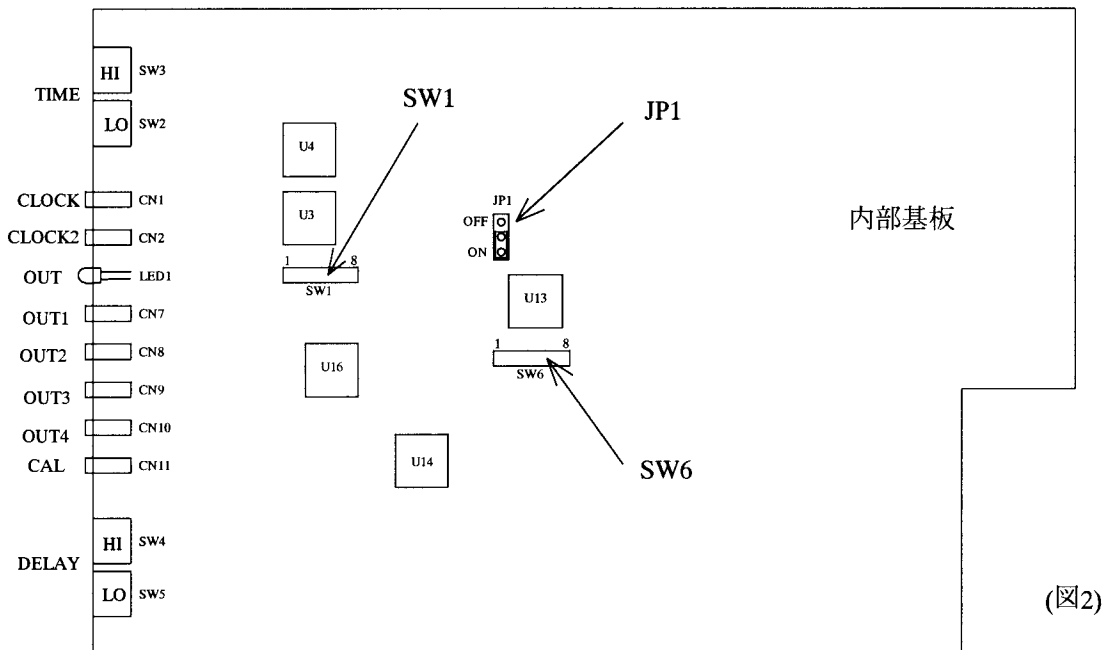 TIME
HI SW3
LO SW2
CLOCK CN1
CLOCK2 CN2
OUT LED1
OUT1 CN7
OUT2 CN8
OUT3 CN9
OUT4 CN10
CAL CN11
DELAY
HI SW4
LO SW5
SW1
U4
U3
1 8
SW1
U16
U14
JP1
JP1
OFF
ON
U13
1 8
SW6
SW6
内部基板
(図2)